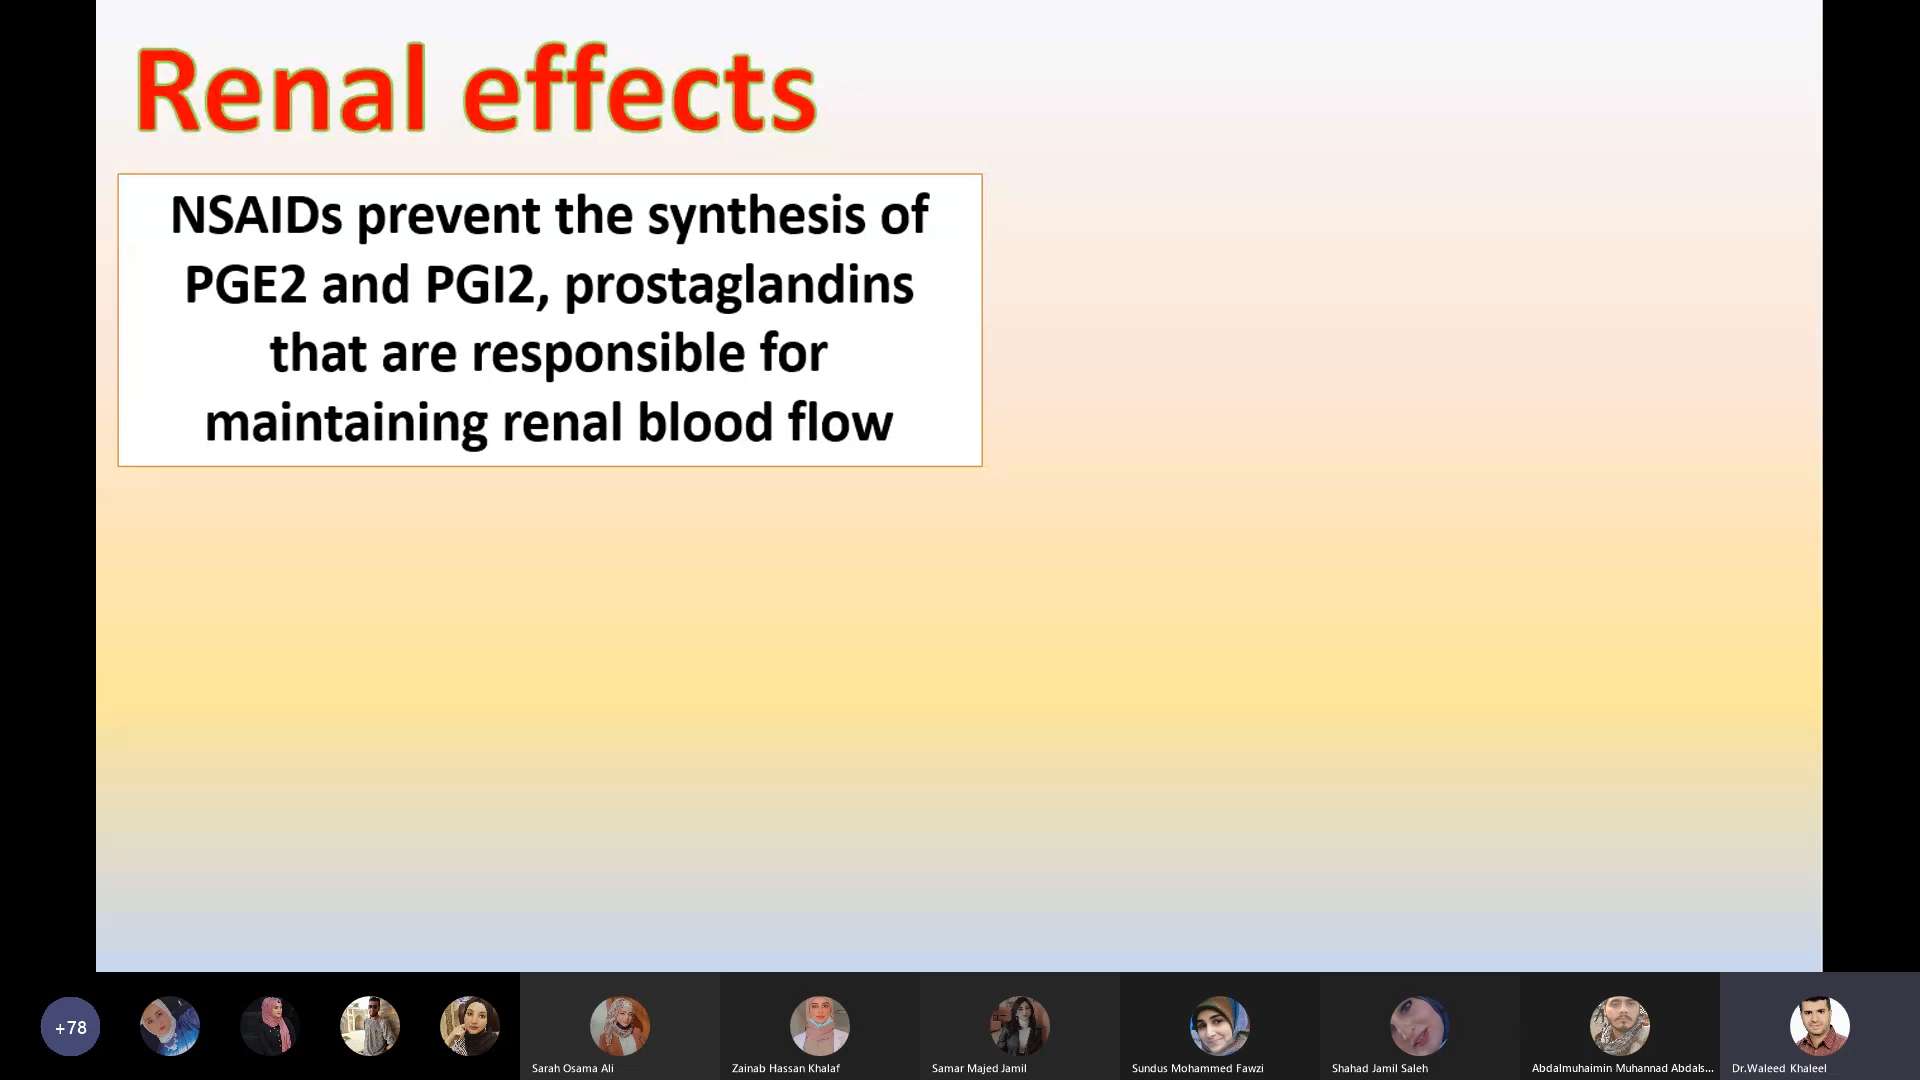 Renal effects
NSAIDs prevent the synthesis of
PGE2 and PGI2, prostaglandins
that are responsible for
maintaining renal blood flow
+78
Sarah Osama Ali
Zainab Hassan Khalaf
Samar Majed Jamil
Sundus Mohammed Fawzi
Shahad Jamil Saleh
Abdalmuhaimin Muhannad Abdals...
Dr.Waleed Khaleel